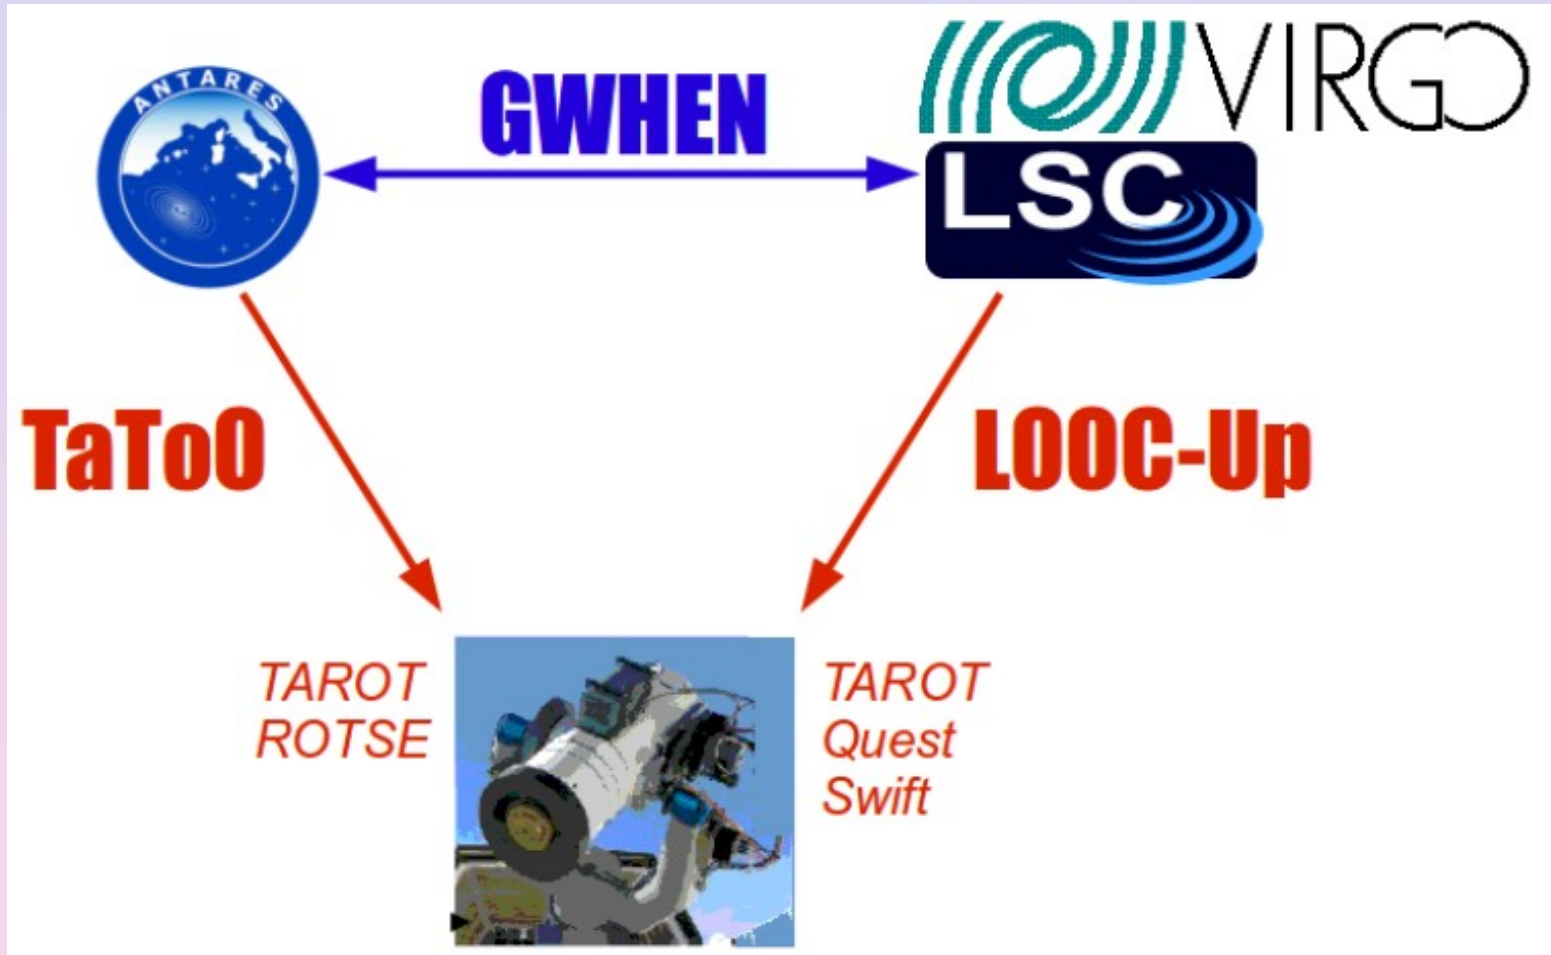 ANTARES
GWHEN
VIRGO
LSC
TaToO
LOOC-Up
TAROT
ROTSE
TAROT
Quest
Swift